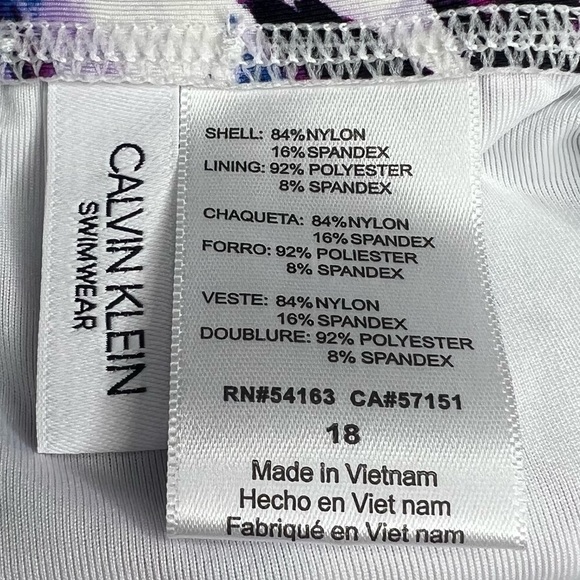 CALVIN KLEIN
SWIMWEAR
SHELL: 84%NYLON
16%SPANDEX
LINING: 92% POLYESTER
8% SPANDEX
CHAQUETA: 84%NYLON
16% SPANDEX
FORRO: 92% POLYESTER
8% SPANDEX
VESTE: 84%NYLON
16% SPANDEX
DOUBLURE: 92% POLYESTER
8% SPANDEX
RN#54163 CA#57151
18
Made in Vietnam
Hecho en Viet nam
Fabriqué en Viet nam